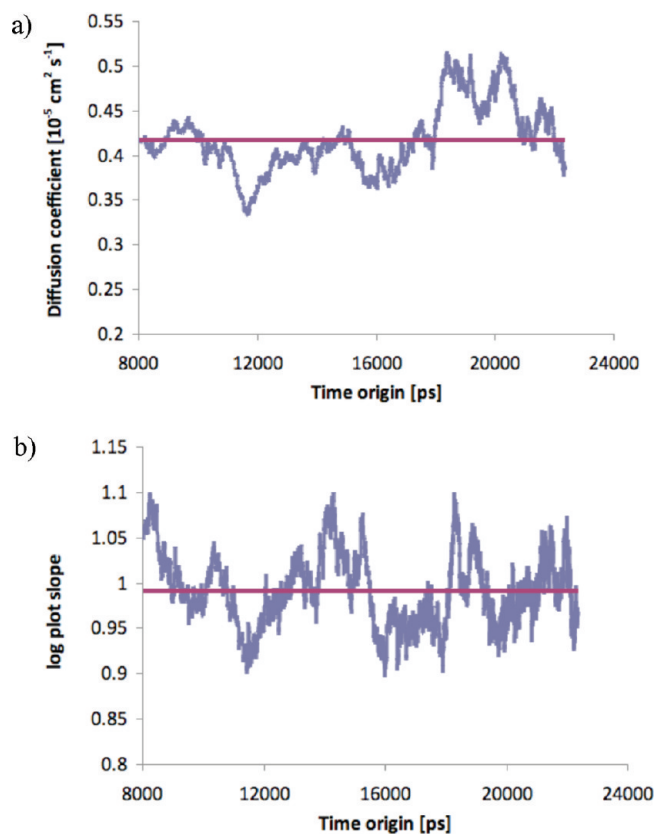 a)
Diffusion coefficient [10⁻⁵ cm² s⁻¹]
0.55
0.5
0.45
0.4
0.35
0.3
0.25
0.2
8000 12000 16000 20000 24000
Time origin [ps]
b)
log plot slope
1.15
1.1
1.05
1
0.95
0.9
0.85
0.8
8000 12000 16000 20000 24000
Time origin [ps]